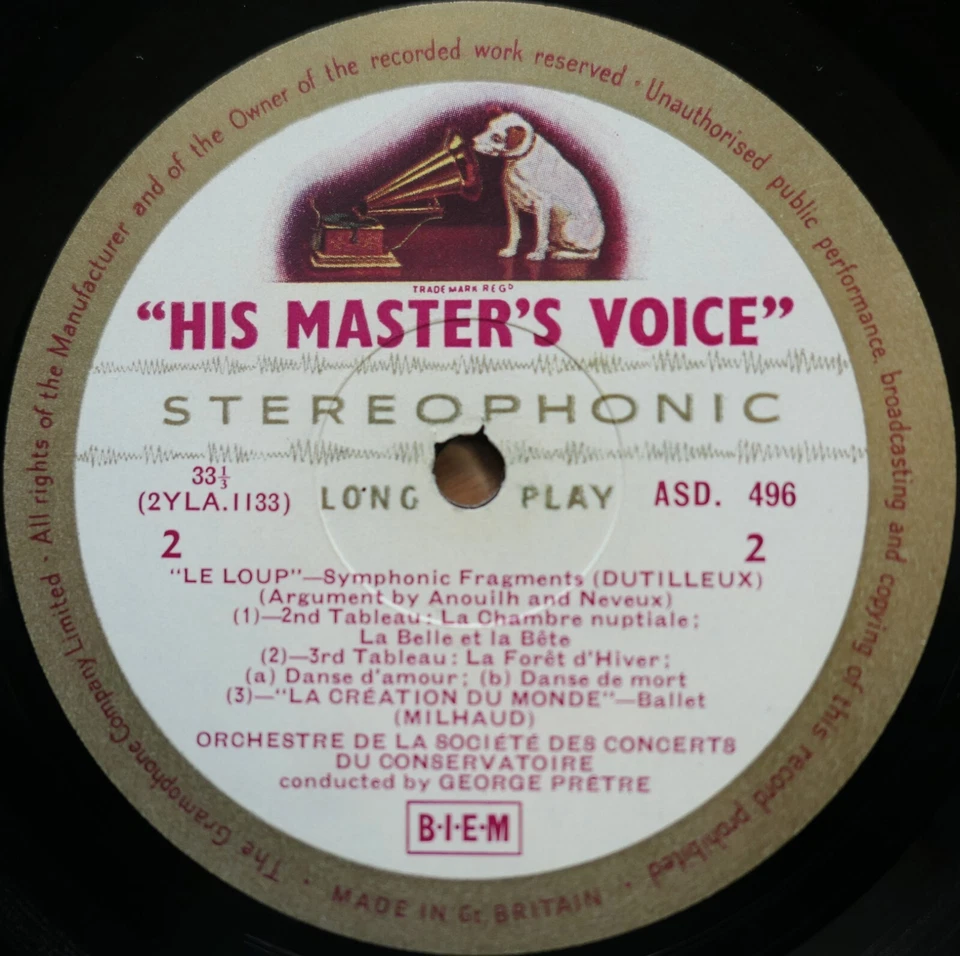 The Gramophone Company Limited · All rights of the Manufacturer and of the Owner of the recorded work reserved · Unauthorised public performance, broadcasting and copying of this record prohibited ·
TRADE MARK REGD
“HIS MASTER'S VOICE”
STEREOPHONIC
33⅓
(2YLA.1133) LONG PLAY ASD. 496
2 2
“LE LOUP”—Symphonic Fragments (DUTILLEUX)
(Argument by Anouilh and Neveux)
(1)—2nd Tableau: La Chambre nuptiale;
La Belle et la Bête
(2)—3rd Tableau: La Forêt d'Hiver;
(a) Danse d'amour; (b) Danse de mort
(3)—“LA CRÉATION DU MONDE”—Ballet
(MILHAUD)
ORCHESTRE DE LA SOCIÉTÉ DES CONCERTS
DU CONSERVATOIRE
conducted by GEORGE PRÊTRE
B·I·E·M
MADE IN Gt. BRITAIN